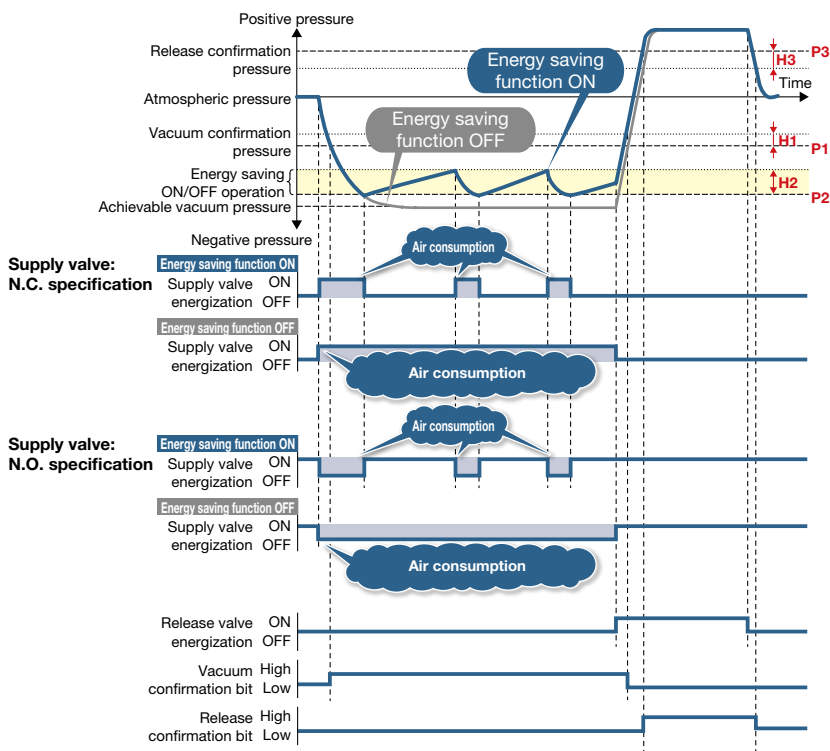 Positive pressure
Release confirmation
pressure
Energy saving
function ON
P3
H3
Time
Atmospheric pressure
Energy saving
function OFF
Vacuum confirmation
pressure
H1
P1
Energy saving
ON/OFF operation
H2
P2
Achievable vacuum pressure
Negative pressure
Supply valve:
N.C. specification
Energy saving function ON
Supply valve ON
energization OFF
Air consumption
Energy saving function OFF
Supply valve ON
energization OFF
Air consumption
Supply valve:
N.O. specification
Energy saving function ON
Supply valve ON
energization OFF
Air consumption
Energy saving function OFF
Supply valve ON
energization OFF
Air consumption
Release valve ON
energization OFF
Vacuum High
confirmation bit Low
Release High
confirmation bit Low